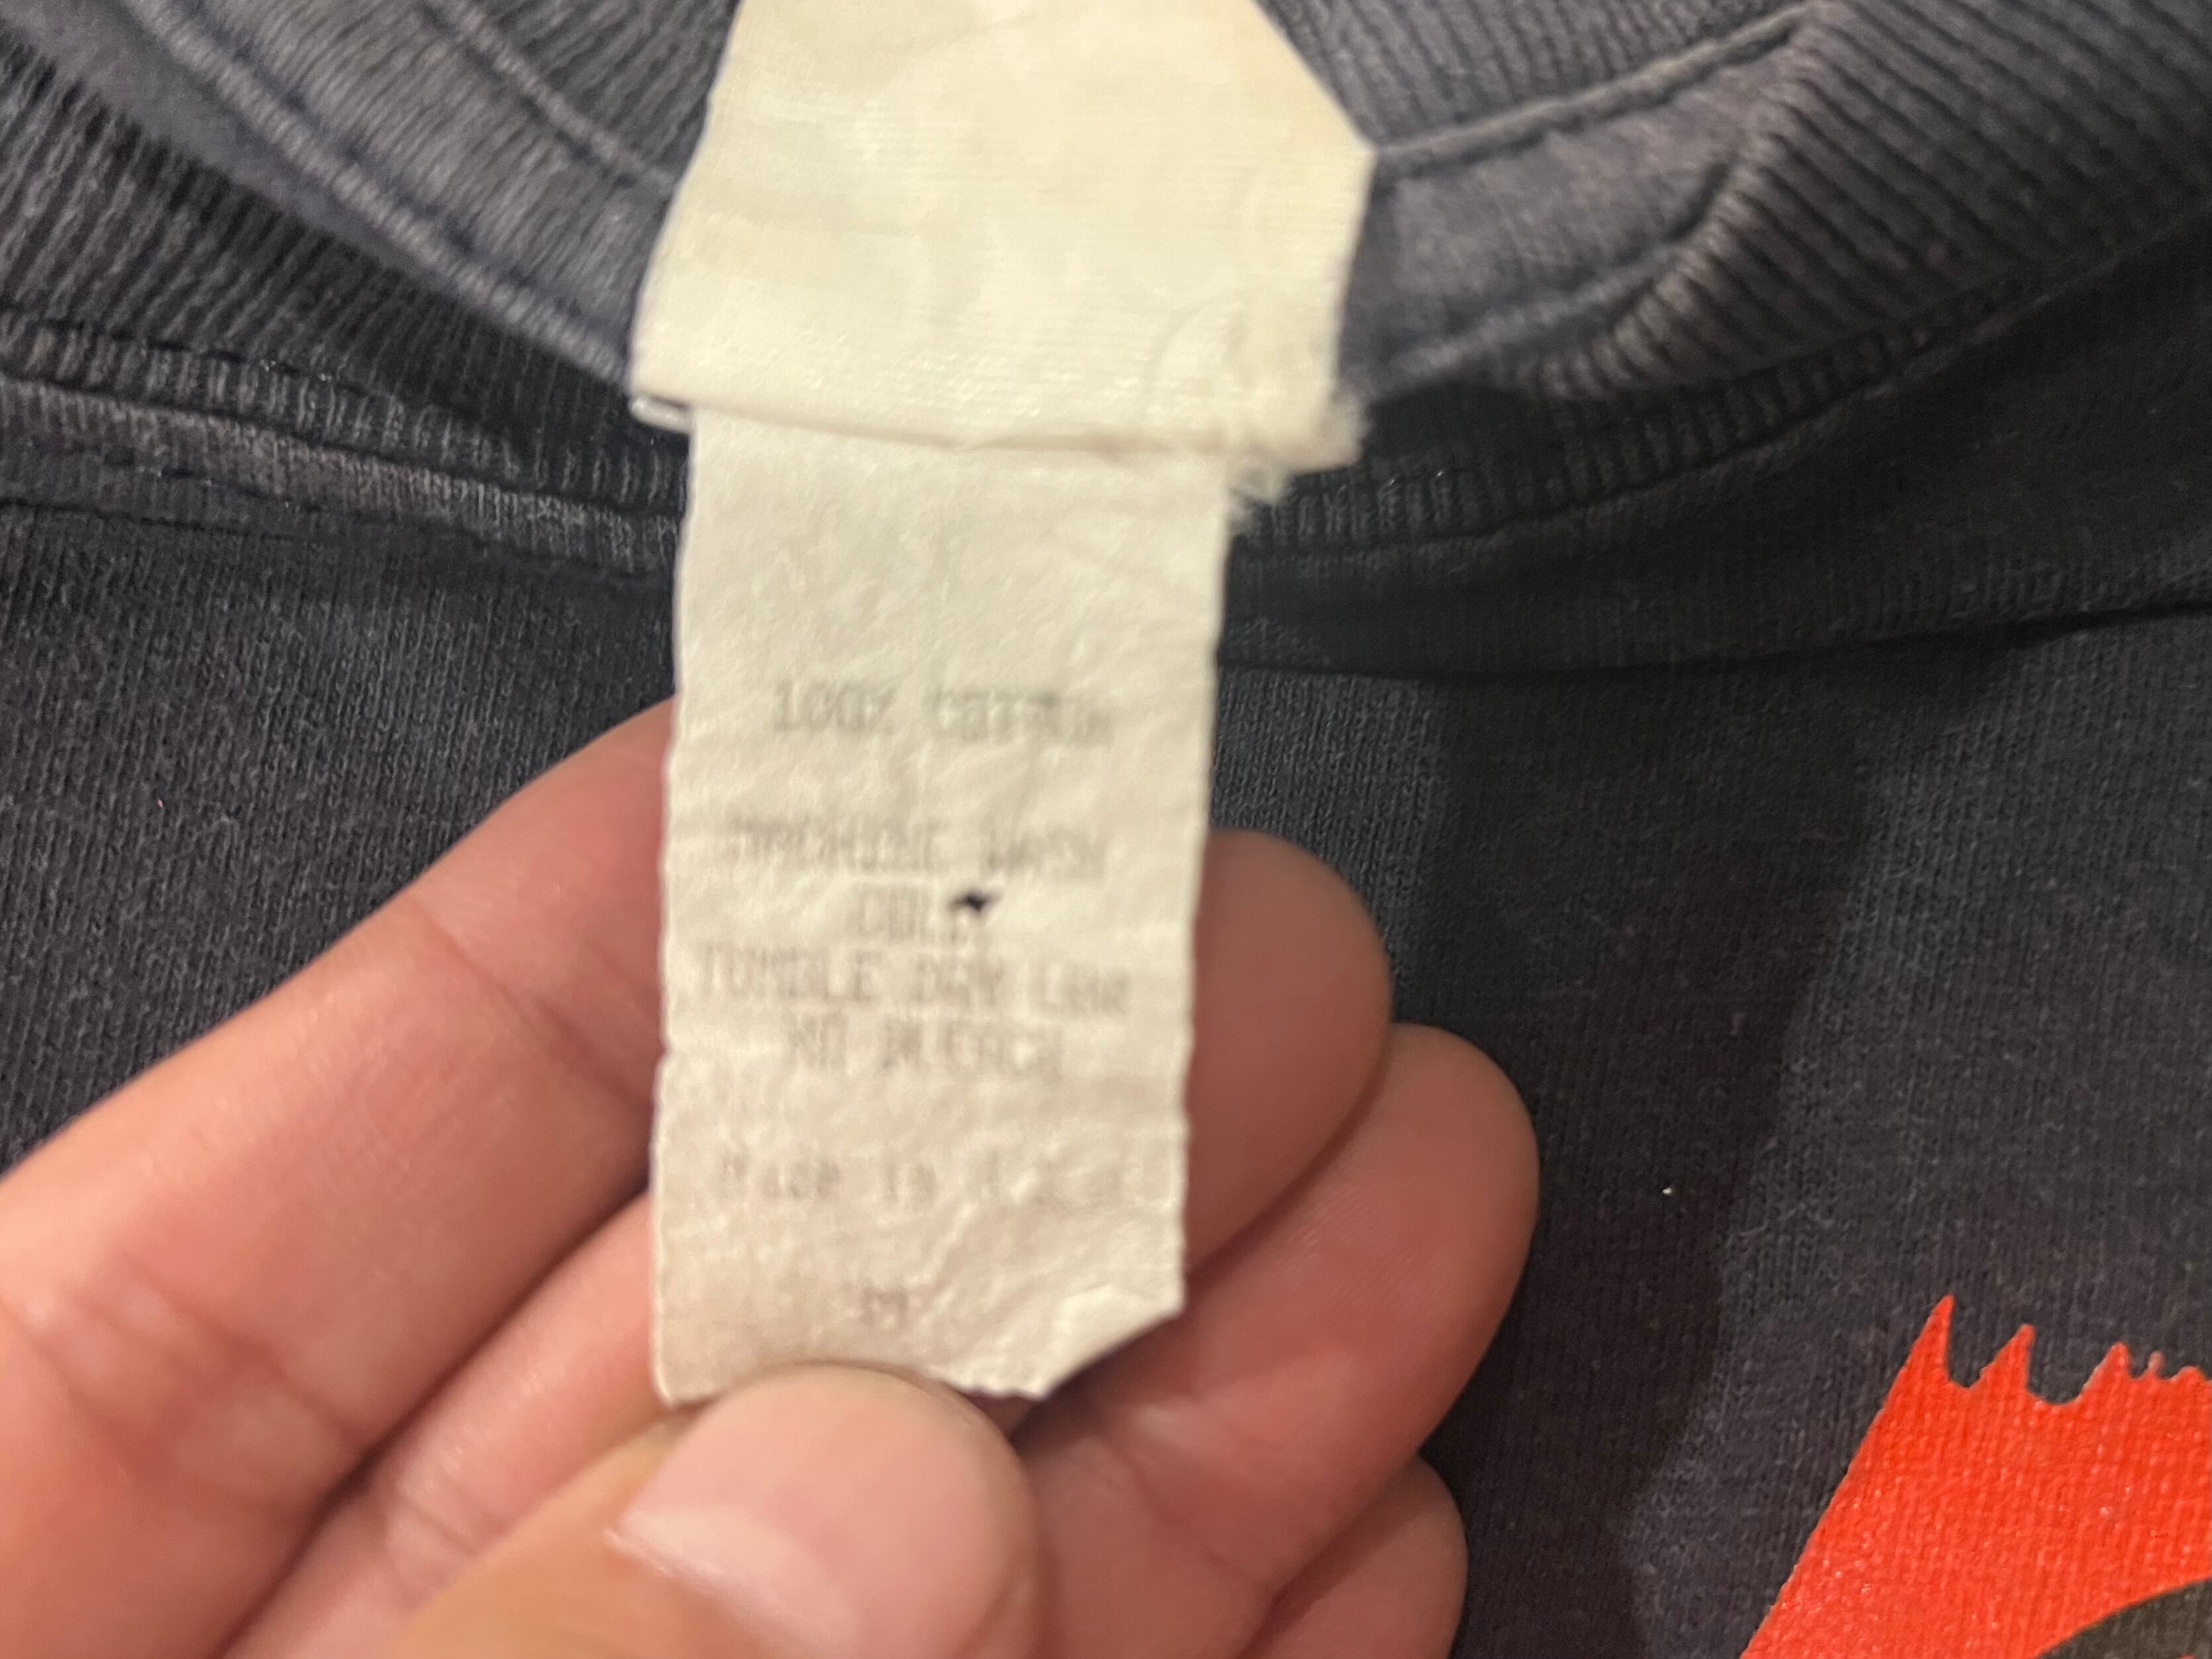 100% COTTON
MACHINE WASH
COLD
TUMBLE DRY LOW
NO BLEACH
Made in U S A
M